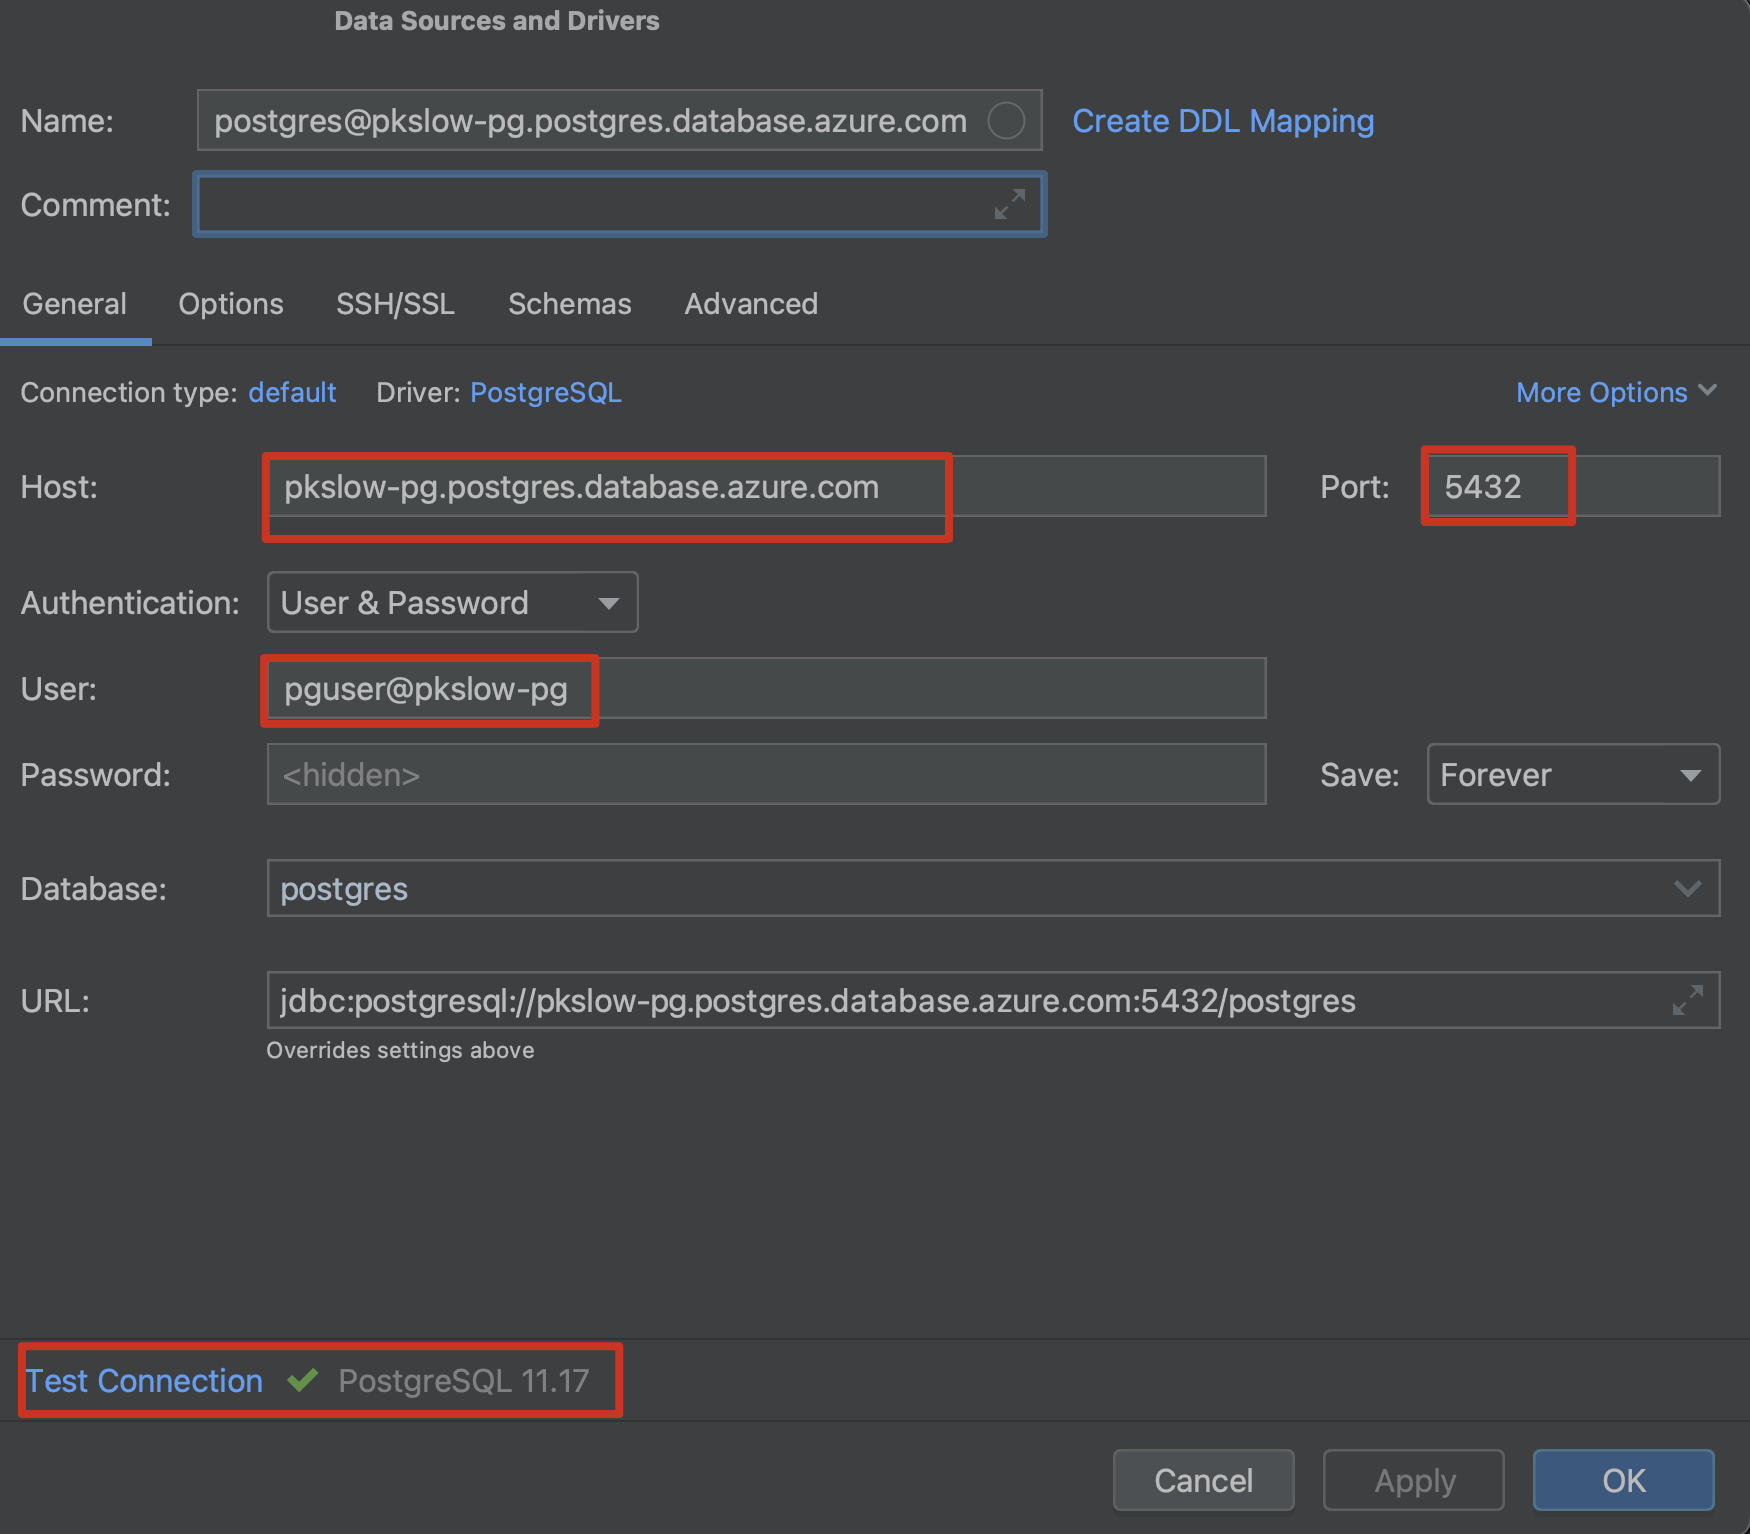 Data Sources and Drivers
Name: postgres@pkslow-pg.postgres.database.azure.com Create DDL Mapping
Comment:
General Options SSH/SSL Schemas Advanced
Connection type: default Driver: PostgreSQL More Options
Host: pkslow-pg.postgres.database.azure.com Port: 5432
Authentication: User & Password
User: pguser@pkslow-pg
Password: <hidden> Save: Forever
Database: postgres
URL: jdbc:postgresql://pkslow-pg.postgres.database.azure.com:5432/postgres
Overrides settings above
Test Connection PostgreSQL 11.17
Cancel Apply OK